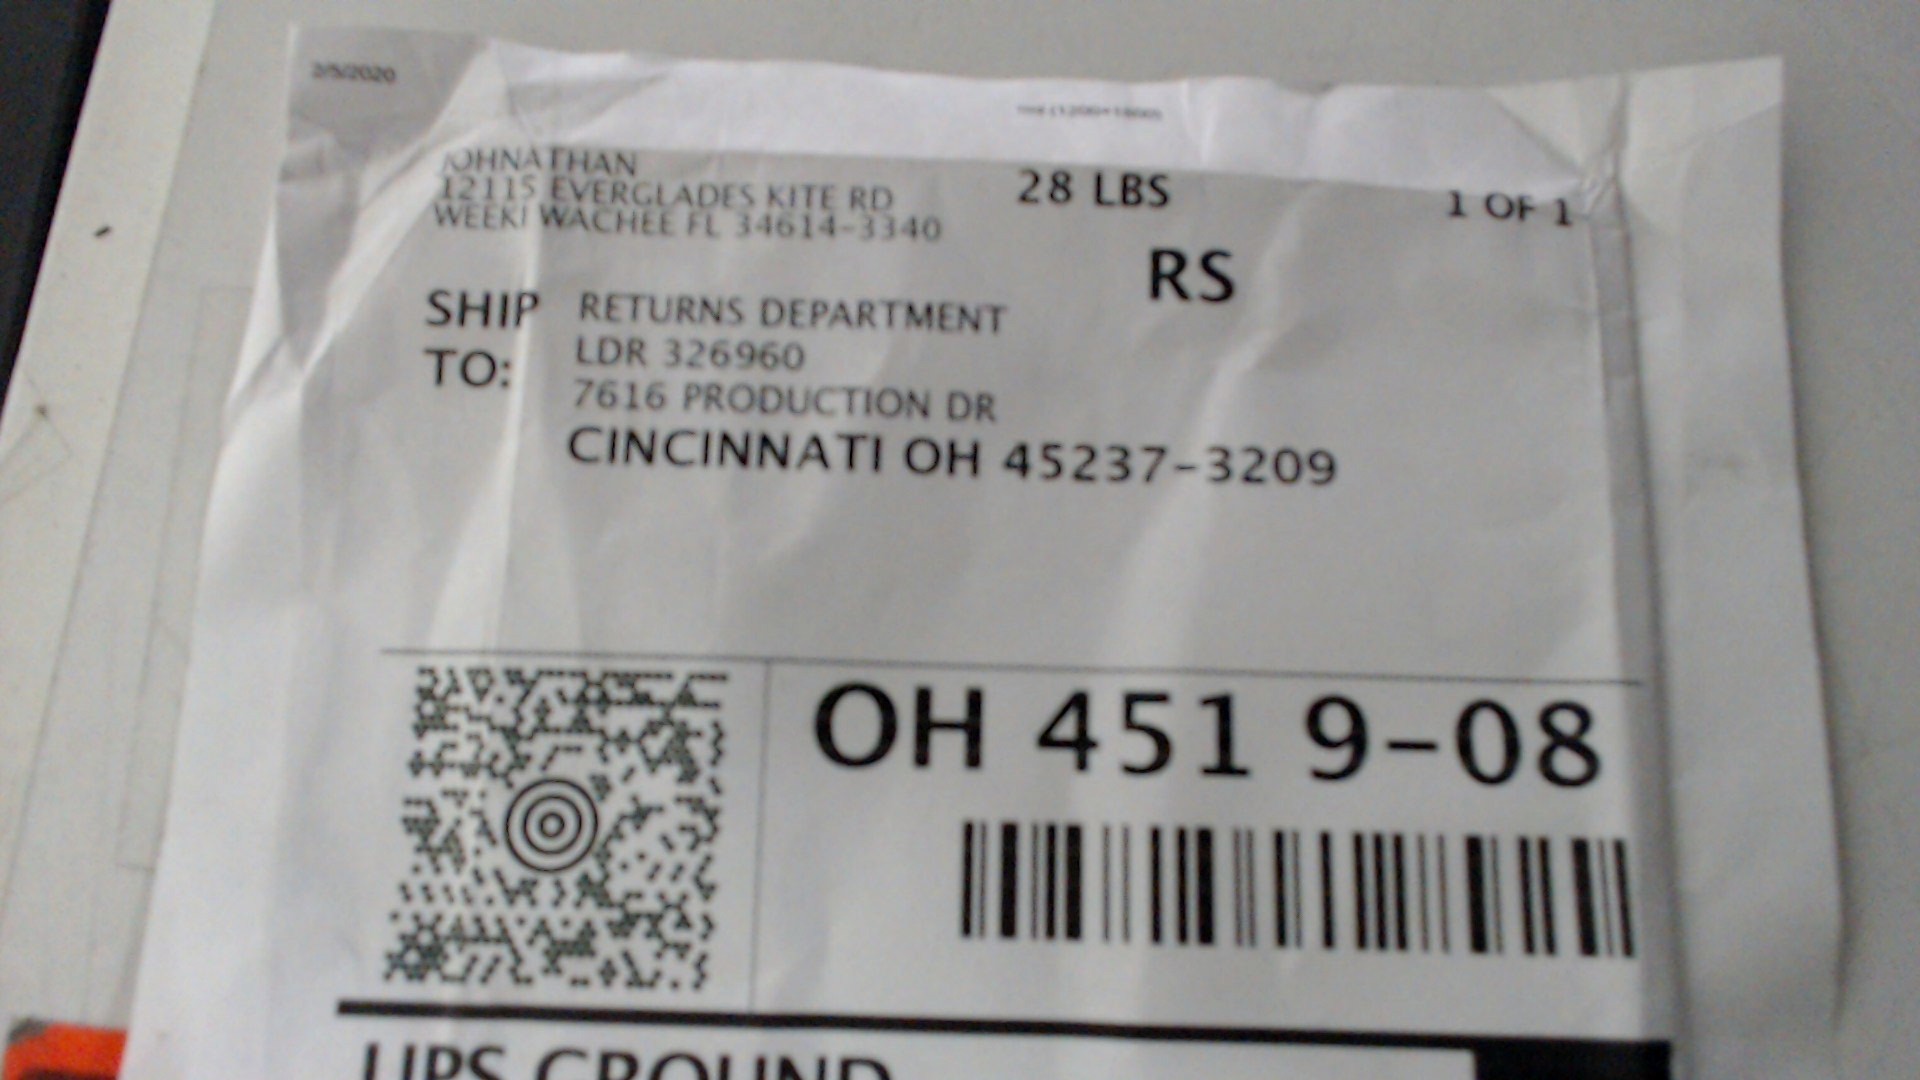 2/5/2020
JOHNATHAN
12115 EVERGLADES KITE RD
WEEKI WACHEE FL 34614-3340
28 LBS
1 OF 1
RS
SHIP TO:
RETURNS DEPARTMENT
LDR 326960
7616 PRODUCTION DR
CINCINNATI OH 45237-3209
OH 451 9-08
UPS GROUND